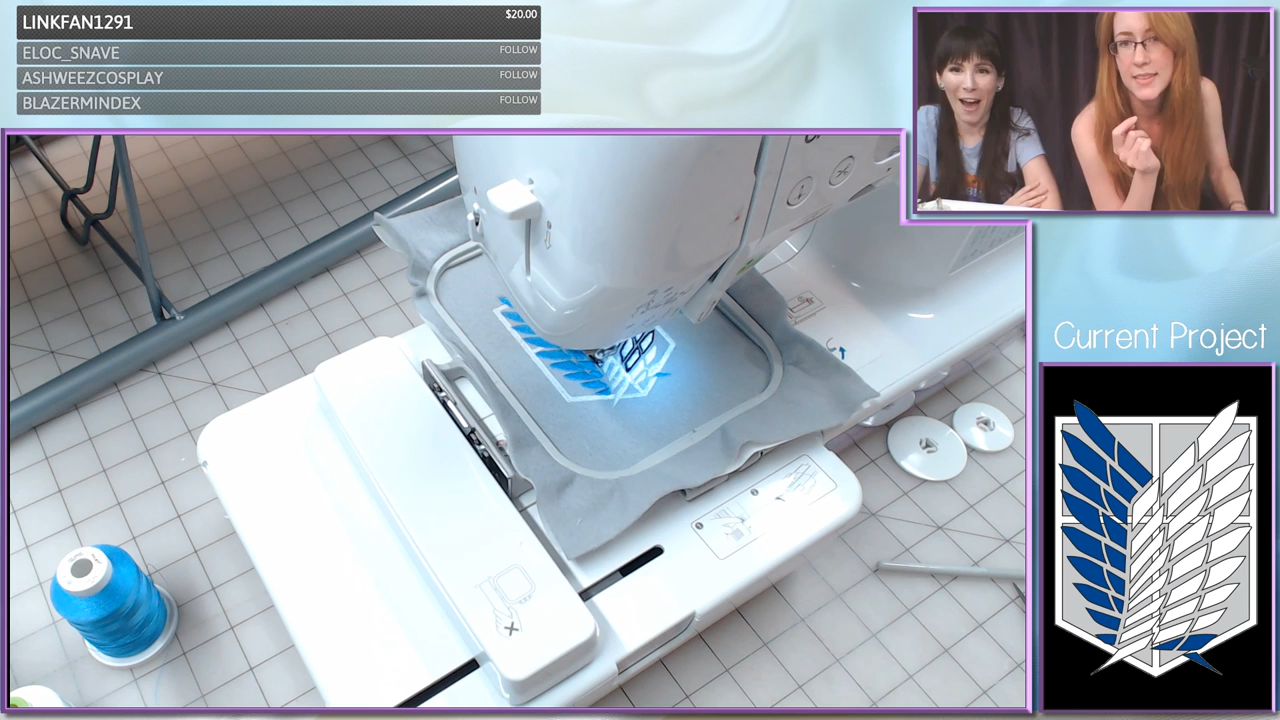 LINKFAN1291 $20.00
ELOC_SNAVE FOLLOW
ASHWEEZCOSPLAY FOLLOW
BLAZERMINDEX FOLLOW
Current Project